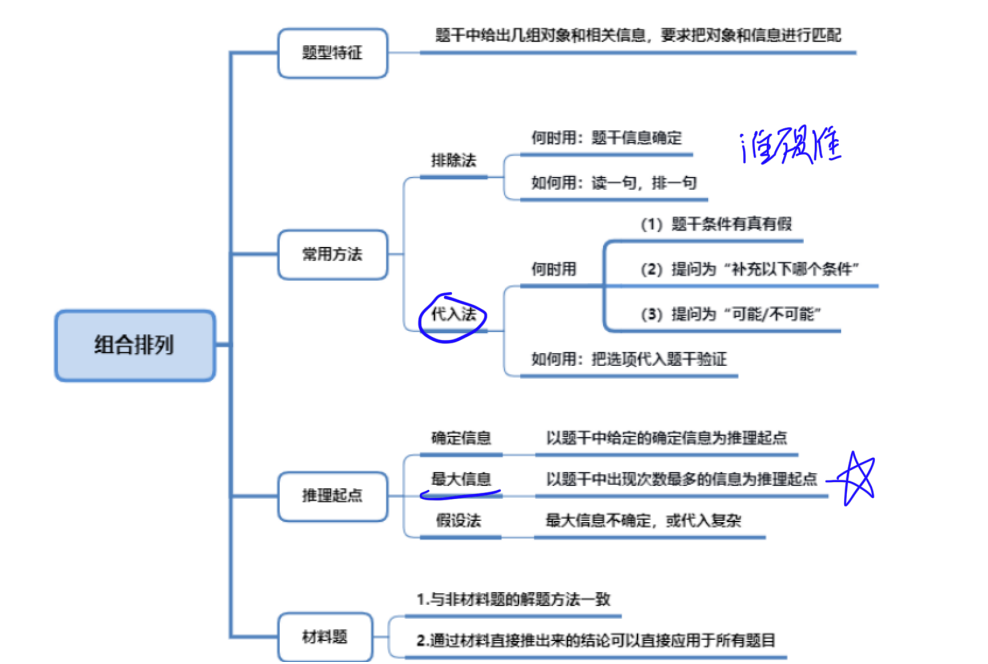 题干中给出几组对象和相关信息，要求把对象和信息进行匹配
题型特征
何时用：题干信息确定
排除法
如何用：读一句，排一句
（1）题干条件有真有假
常用方法
何时用
（2）提问为“补充以下哪个条件”
代入法
（3）提问为“可能/不可能”
组合排列
如何用：把选项代入题干验证
确定信息
以题干中给定的确定信息为推理起点
最大信息
以题干中出现次数最多的信息为推理起点
推理起点
假设法
最大信息不确定，或代入复杂
1.与非材料题的解题方法一致
材料题
2.通过材料直接推出来的结论可以直接应用于所有题目